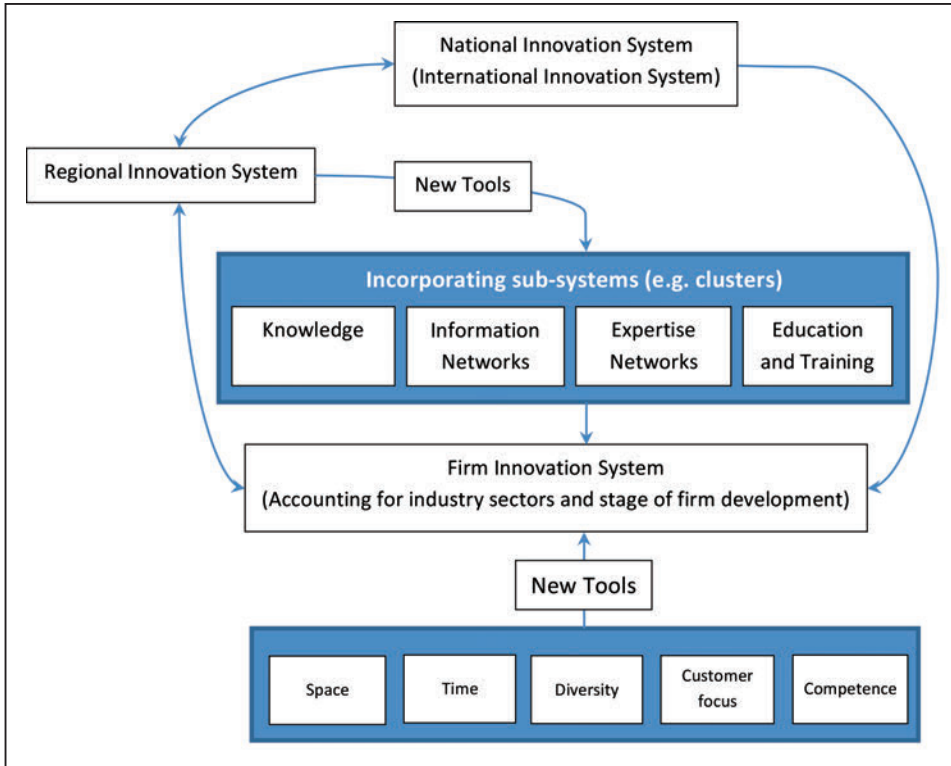 National Innovation System
(International Innovation System)
Regional Innovation System
New Tools
Incorporating sub-systems (e.g. clusters)
Knowledge
Information
Networks
Expertise
Networks
Education
and Training
Firm Innovation System
(Accounting for industry sectors and stage of firm development)
New Tools
Space
Time
Diversity
Customer
focus
Competence